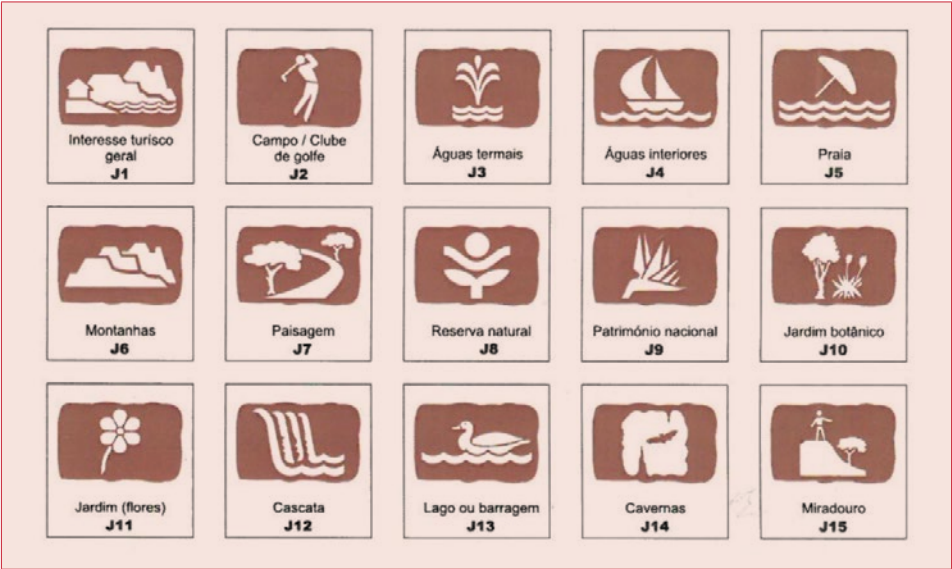 Interesse turisco
geral
J1
Campo / Clube
de golfe
J2
Águas termais
J3
Águas interiores
J4
Praia
J5
Montanhas
J6
Paisagem
J7
Reserva natural
J8
Património nacional
J9
Jardim botânico
J10
Jardim (flores)
J11
Cascata
J12
Lago ou barragem
J13
Cavernas
J14
Miradouro
J15